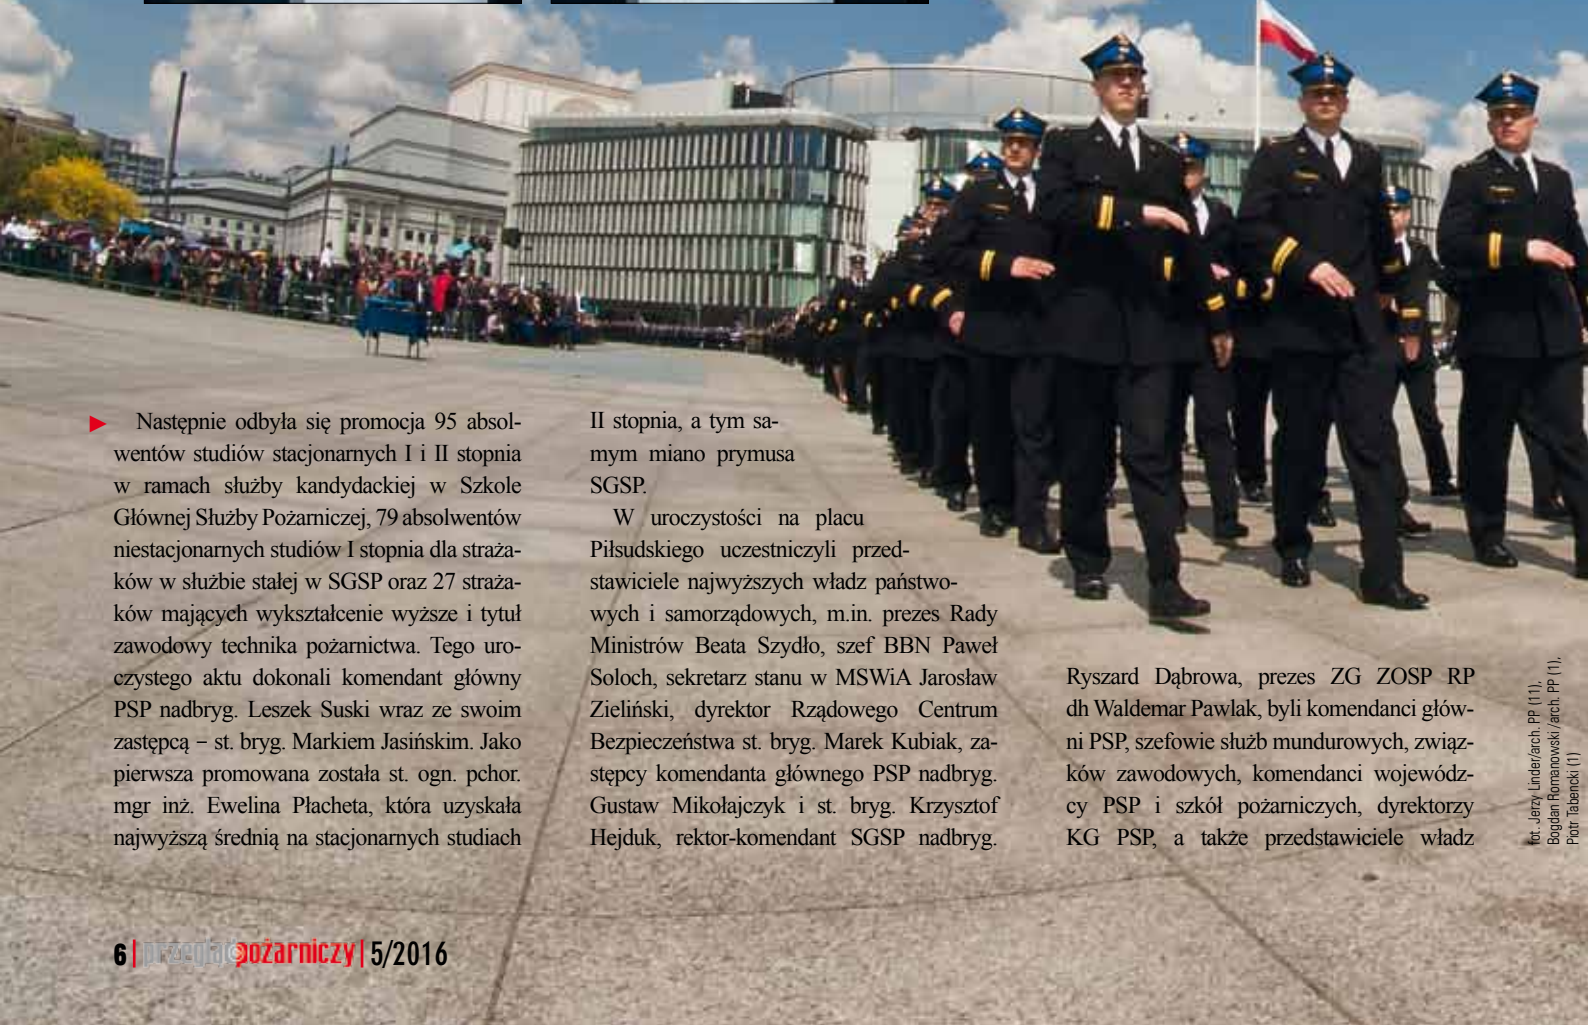 Następnie odbyła się promocja 95 absol-
wentów studiów stacjonarnych I i II stopnia
w ramach służby kandydackiej w Szkole
Głównej Służby Pożarniczej, 79 absolwentów
niestacjonarnych studiów I stopnia dla straża-
ków w służbie stałej w SGSP oraz 27 straża-
ków mających wykształcenie wyższe i tytuł
zawodowy technika pożarnictwa. Tego uro-
czystego aktu dokonali komendant główny
PSP nadbryg. Leszek Suski wraz ze swoim
zastępcą – st. bryg. Markiem Jasińskim. Jako
pierwsza promowana została st. ogn. pchor.
mgr inż. Ewelina Płacheta, która uzyskała
najwyższą średnią na stacjonarnych studiach
II stopnia, a tym sa-
mym miano prymusa
SGSP.
W uroczystości na placu
Piłsudskiego uczestniczyli przed-
stawiciele najwyższych władz państwo-
wych i samorządowych, m.in. prezes Rady
Ministrów Beata Szydło, szef BBN Paweł
Soloch, sekretarz stanu w MSWiA Jarosław
Zieliński, dyrektor Rządowego Centrum
Bezpieczeństwa st. bryg. Marek Kubiak, za-
stępcy komendanta głównego PSP nadbryg.
Gustaw Mikołajczyk i st. bryg. Krzysztof
Hejduk, rektor-komendant SGSP nadbryg.
Ryszard Dąbrowa, prezes ZG ZOSP RP
dh Waldemar Pawlak, byli komendanci głów-
ni PSP, szefowie służb mundurowych, związ-
ków zawodowych, komendanci wojewódz-
cy PSP i szkół pożarniczych, dyrektorzy
KG PSP, a także przedstawiciele władz
fot. Jerzy Linder/arch. PP (11),
Bogdan Romanowski /arch. PP (1),
Piotr Tabencki (1)
6 | przegląd pożarniczy | 5/2016